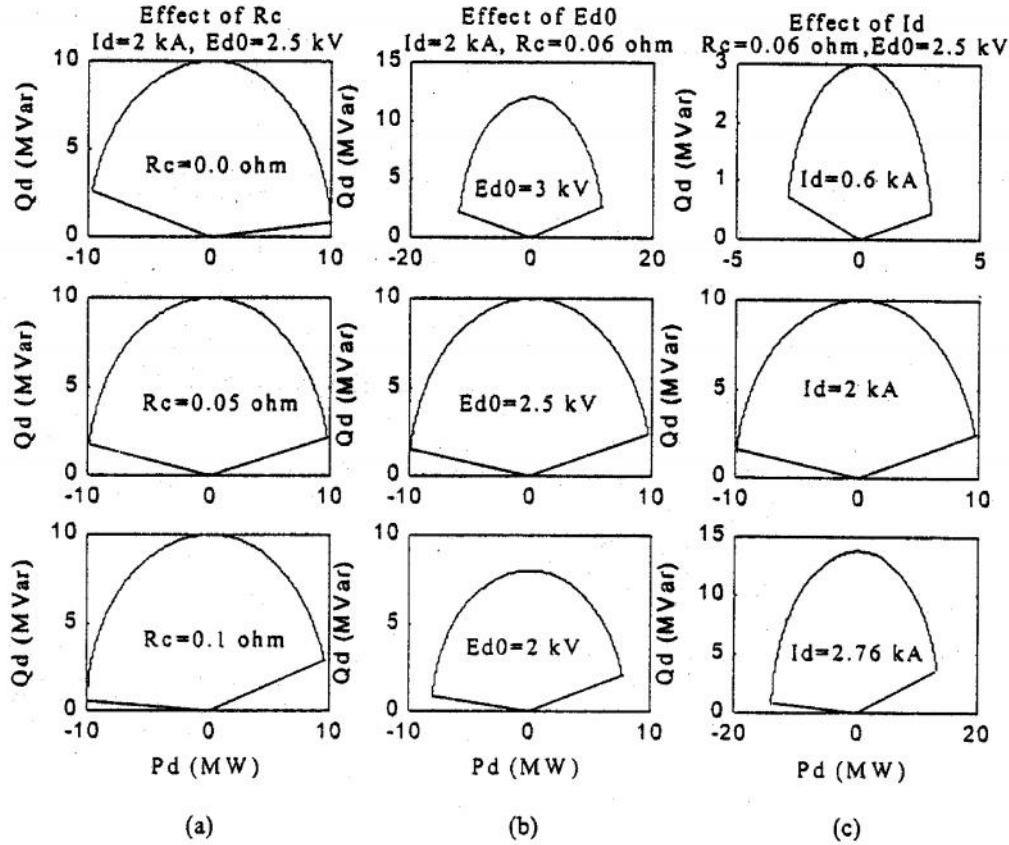 Effect of Rc
Id=2 kA, Ed0=2.5 kV
Qd (MVar)
10
5
0
-10
0
10
Rc=0.0 ohm
Qd (MVar)
10
5
0
-10
0
10
Rc=0.05 ohm
Qd (MVar)
10
5
0
-10
0
10
Rc=0.1 ohm
Pd (MW)
(a)
Effect of Ed0
Id=2 kA, Rc=0.06 ohm
Qd (MVar)
15
10
5
0
-20
0
20
Ed0=3 kV
Qd (MVar)
10
5
0
-10
0
10
Ed0=2.5 kV
Qd (MVar)
10
5
0
-10
0
10
Ed0=2 kV
Pd (MW)
(b)
Effect of Id
Rc=0.06 ohm,Ed0=2.5 kV
Qd (MVar)
3
2
1
0
-5
0
5
Id=0.6 kA
Qd (MVar)
10
5
0
-10
0
10
Id=2 kA
Qd (MVar)
15
10
5
0
-20
0
20
Id=2.76 kA
Pd (MW)
(c)